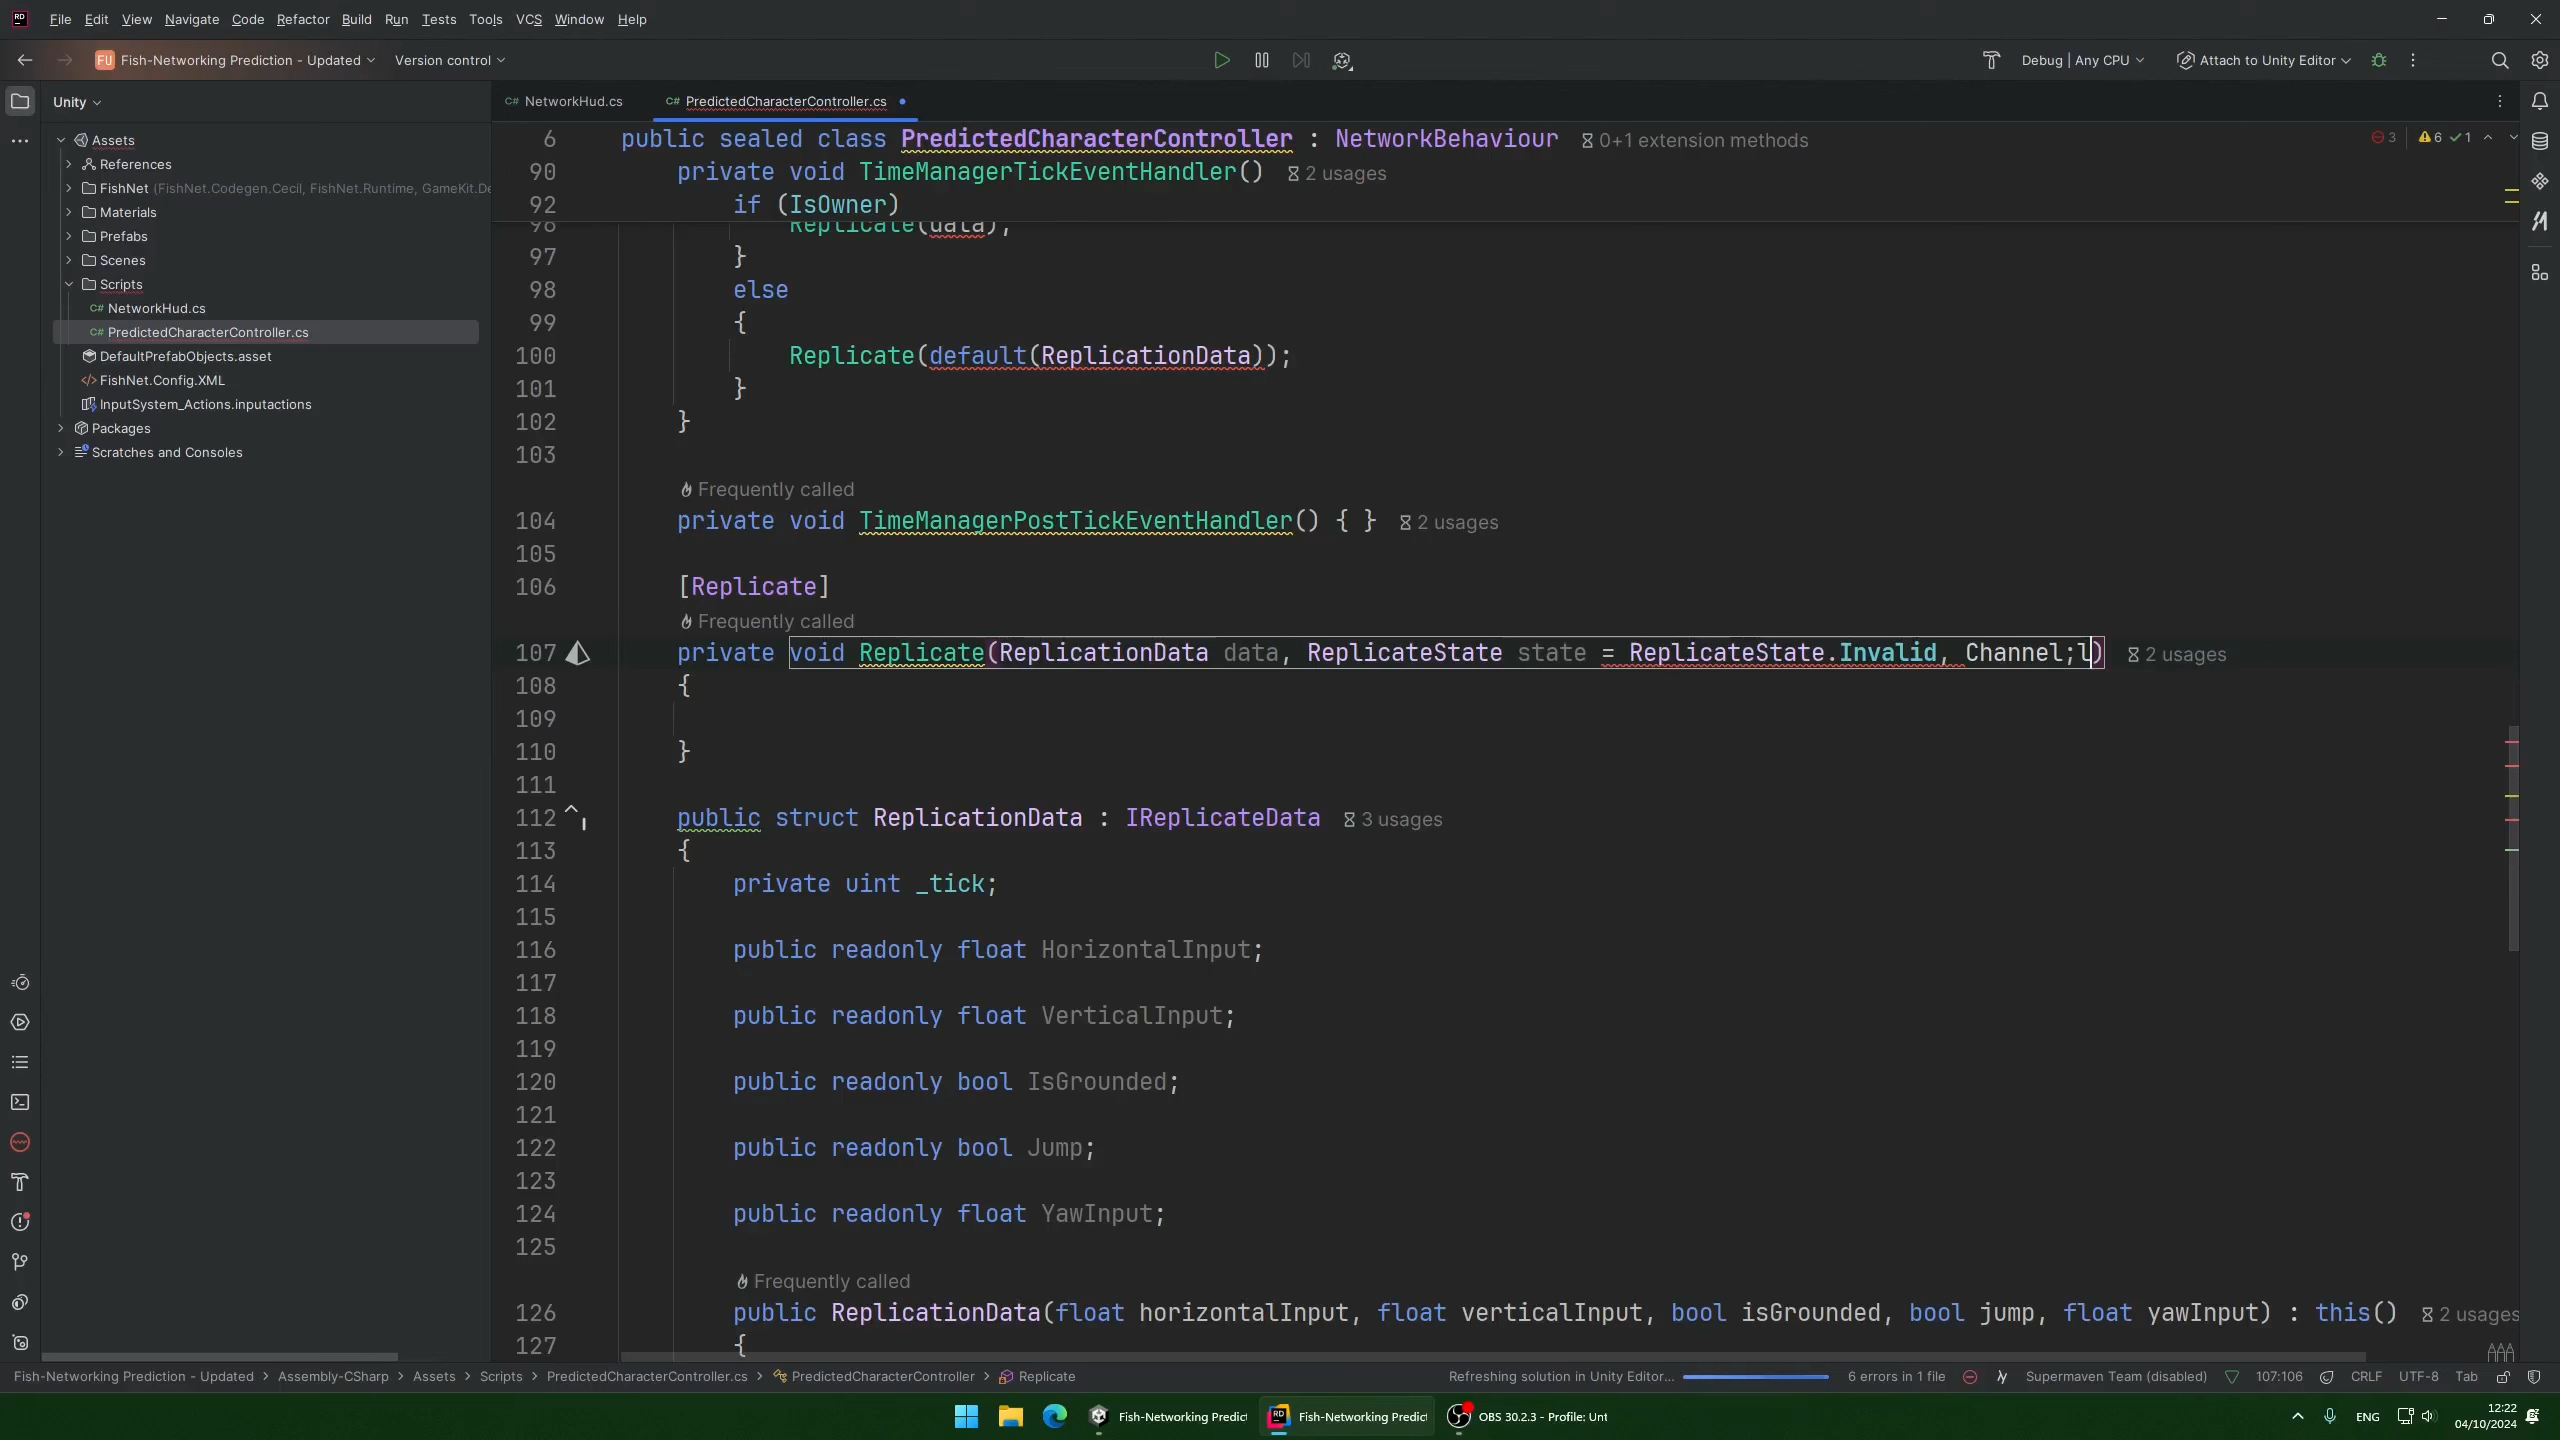 File Edit View Navigate Code Refactor Build Run Tests Tools VCS Window Help
FU Fish-Networking Prediction - Updated Version control Debug | Any CPU Attach to Unity Editor
Unity
NetworkHud.cs PredictedCharacterController.cs
Assets
References
FishNet (FishNet.Codegen.Cecil, FishNet.Runtime, GameKit.De
Materials
Prefabs
Scenes
Scripts
C# NetworkHud.cs
C# PredictedCharacterController.cs
DefaultPrefabObjects.asset
</> FishNet.Config.XML
InputSystem_Actions.inputactions
Packages
Scratches and Consoles
6 public sealed class PredictedCharacterController : NetworkBehaviour 0+1 extension methods 3 6 1
90 private void TimeManagerTickEventHandler() 2 usages
92 if (IsOwner)
96 Replicate(data);
97 }
98 else
99 {
100 Replicate(default(ReplicationData));
101 }
102 }
103
Frequently called
104 private void TimeManagerPostTickEventHandler() { } 2 usages
105
106 [Replicate]
Frequently called
107 private void Replicate(ReplicationData data, ReplicateState state = ReplicateState.Invalid, Channel;l) 2 usages
108 {
109
110 }
111
112 public struct ReplicationData : IReplicateData 3 usages
113 {
114 private uint _tick;
115
116 public readonly float HorizontalInput;
117
118 public readonly float VerticalInput;
119
120 public readonly bool IsGrounded;
121
122 public readonly bool Jump;
123
124 public readonly float YawInput;
125
Frequently called
126 public ReplicationData(float horizontalInput, float verticalInput, bool isGrounded, bool jump, float yawInput) : this() 2 usages
127 {
Fish-Networking Prediction - Updated > Assembly-CSharp > Assets > Scripts > PredictedCharacterController.cs > PredictedCharacterController > Replicate Refreshing solution in Unity Editor... 6 errors in 1 file Supermaven Team (disabled) 107:106 CRLF UTF-8 Tab
Fish-Networking Predict Fish-Networking Predict OBS 30.2.3 - Profile: Unt ENG 12:22
04/10/2024